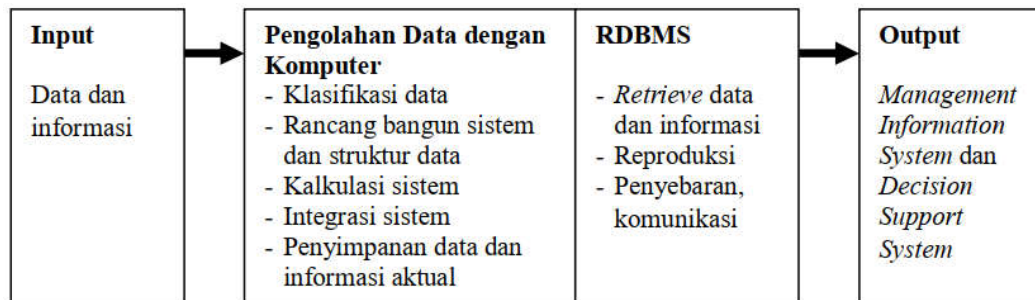 Input
Data dan
informasi
Pengolahan Data dengan
Komputer
- Klasifikasi data
- Rancang bangun sistem
dan struktur data
- Kalkulasi sistem
- Integrasi sistem
- Penyimpanan data dan
informasi aktual
RDBMS
- Retrieve data
dan informasi
- Reproduksi
- Penyebaran,
komunikasi
Output
Management
Information
System dan
Decision
Support
System